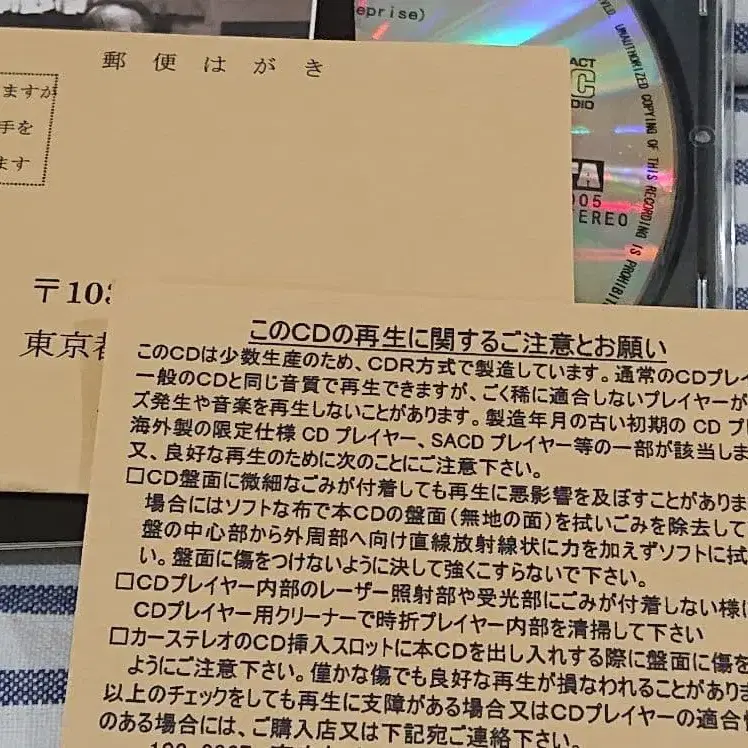 eprise)
郵便はがき
ますが
手を
ます
〒103
東京都
UNAUTHORIZED COPYING OF THIS RECORDING IS PROHIBIT
ACT
DIO
TA
005
TEREO
このCDの再生に関するご注意とお願い
このCDは少数生産のため、CDR方式で製造しています。通常のCDプレイ
一般のCDと同じ音質で再生できますが、ごく稀に適合しないプレイヤーが
ズ発生や音楽を再生しないことがあります。製造年月の古い初期の CD プ
海外製の限定仕様 CD プレイヤー、SACD プレイヤー等の一部が該当しま
又、良好な再生のために次のことにご注意下さい。
□CD盤面に微細なごみが付着しても再生に悪影響を及ぼすことがありま
場合にはソフトな布で本CDの盤面(無地の面)を拭いごみを除去して
盤の中心部から外周部へ向け直線放射線状に力を加えずソフトに拭
い。盤面に傷をつけないように決して強くこすらないで下さい。
□CDプレイヤー内部のレーザー照射部や受光部にごみが付着しない様に
CDプレイヤー用クリーナーで時折プレイヤー内部を清掃して下さい
□カーステレオのCD挿入スロットに本CDを出し入れする際に盤面に傷を
ようにご注意下さい。僅かな傷でも良好な再生が損なわれることがありま
以上のチェックをしても再生に支障がある場合又はCDプレイヤーの適合
のある場合には、ご購入店又は下記宛ご連絡下さい。